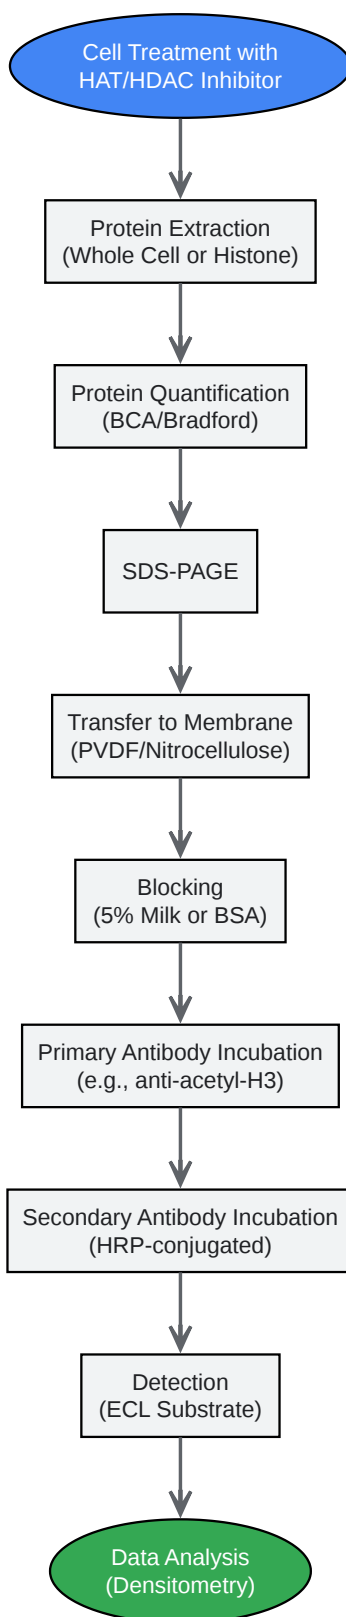 Cell Treatment with
HAT/HDAC Inhibitor
Protein Extraction
(Whole Cell or Histone)
Protein Quantification
(BCA/Bradford)
SDS-PAGE
Transfer to Membrane
(PVDF/Nitrocellulose)
Blocking
(5% Milk or BSA)
Primary Antibody Incubation
(e.g., anti-acetyl-H3)
Secondary Antibody Incubation
(HRP-conjugated)
Detection
(ECL Substrate)
Data Analysis
(Densitometry)